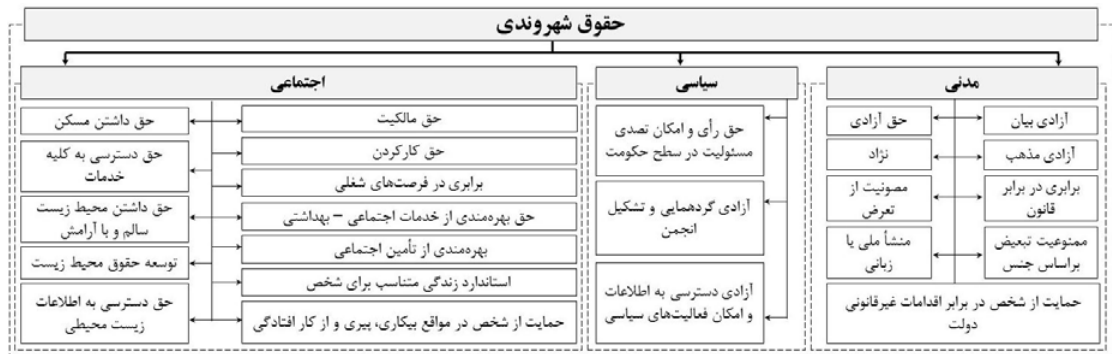 حقوق شهروندی
مدنی
آزادی بیان
حق آزادی
آزادی مذهب
نژاد
برابری در برابر
قانون
مصونیت از
تعرض
ممنوعیت تبعیض
براساس جنس
منشأ ملی یا
زبانی
حمایت از شخص در برابر اقدامات غیرقانونی
دولت
سیاسی
حق رأی و امکان تصدی
مسئولیت در سطح حکومت
آزادی گردهمایی و تشکیل
انجمن
آزادی دسترسی به اطلاعات
و امکان فعالیت‌های سیاسی
اجتماعی
حق مالکیت
حق کارکردن
برابری در فرصت‌های شغلی
حق بهره‌مندی از خدمات اجتماعی – بهداشتی
بهره‌مندی از تأمین اجتماعی
استاندارد زندگی متناسب برای شخص
حمایت از شخص در مواقع بیکاری، پیری و از کار افتادگی
حق داشتن مسکن
حق دسترسی به کلیه
خدمات
حق داشتن محیط زیست
سالم و با آرامش
توسعه حقوق محیط زیست
حق دسترسی به اطلاعات
زیست محیطی